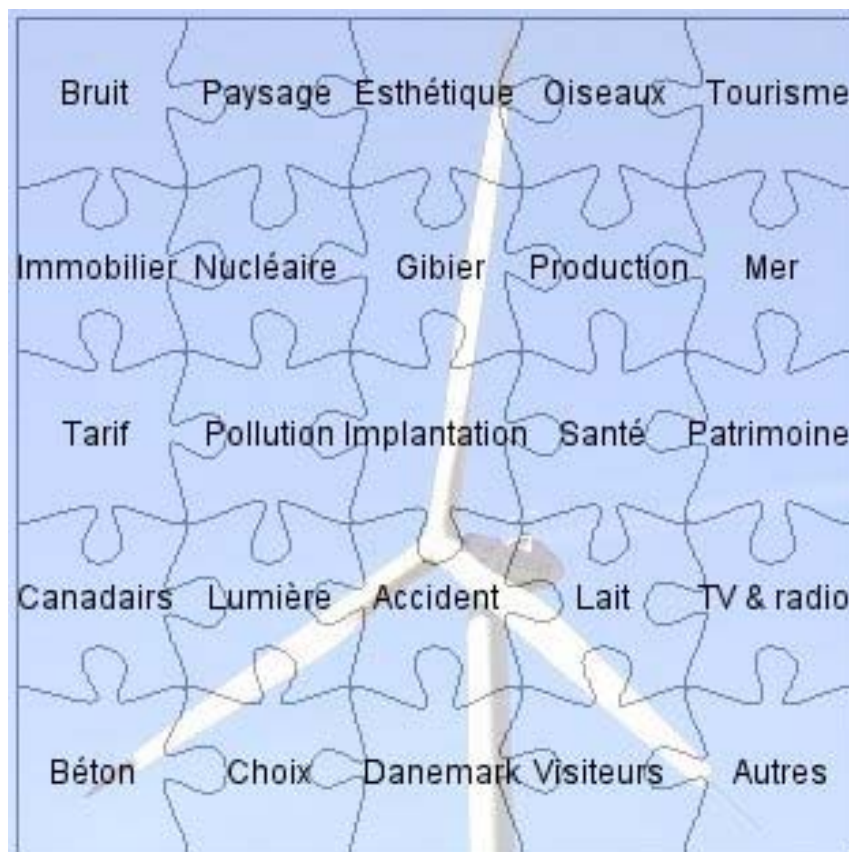 Bruit Paysage Esthétique Oiseaux Tourisme
Immobilier Nucléaire Gibier Production Mer
Tarif Pollution Implantation Santé Patrimoine
Canadairs Lumière Accident Lait TV & radio
Béton Choix Danemark Visiteurs Autres